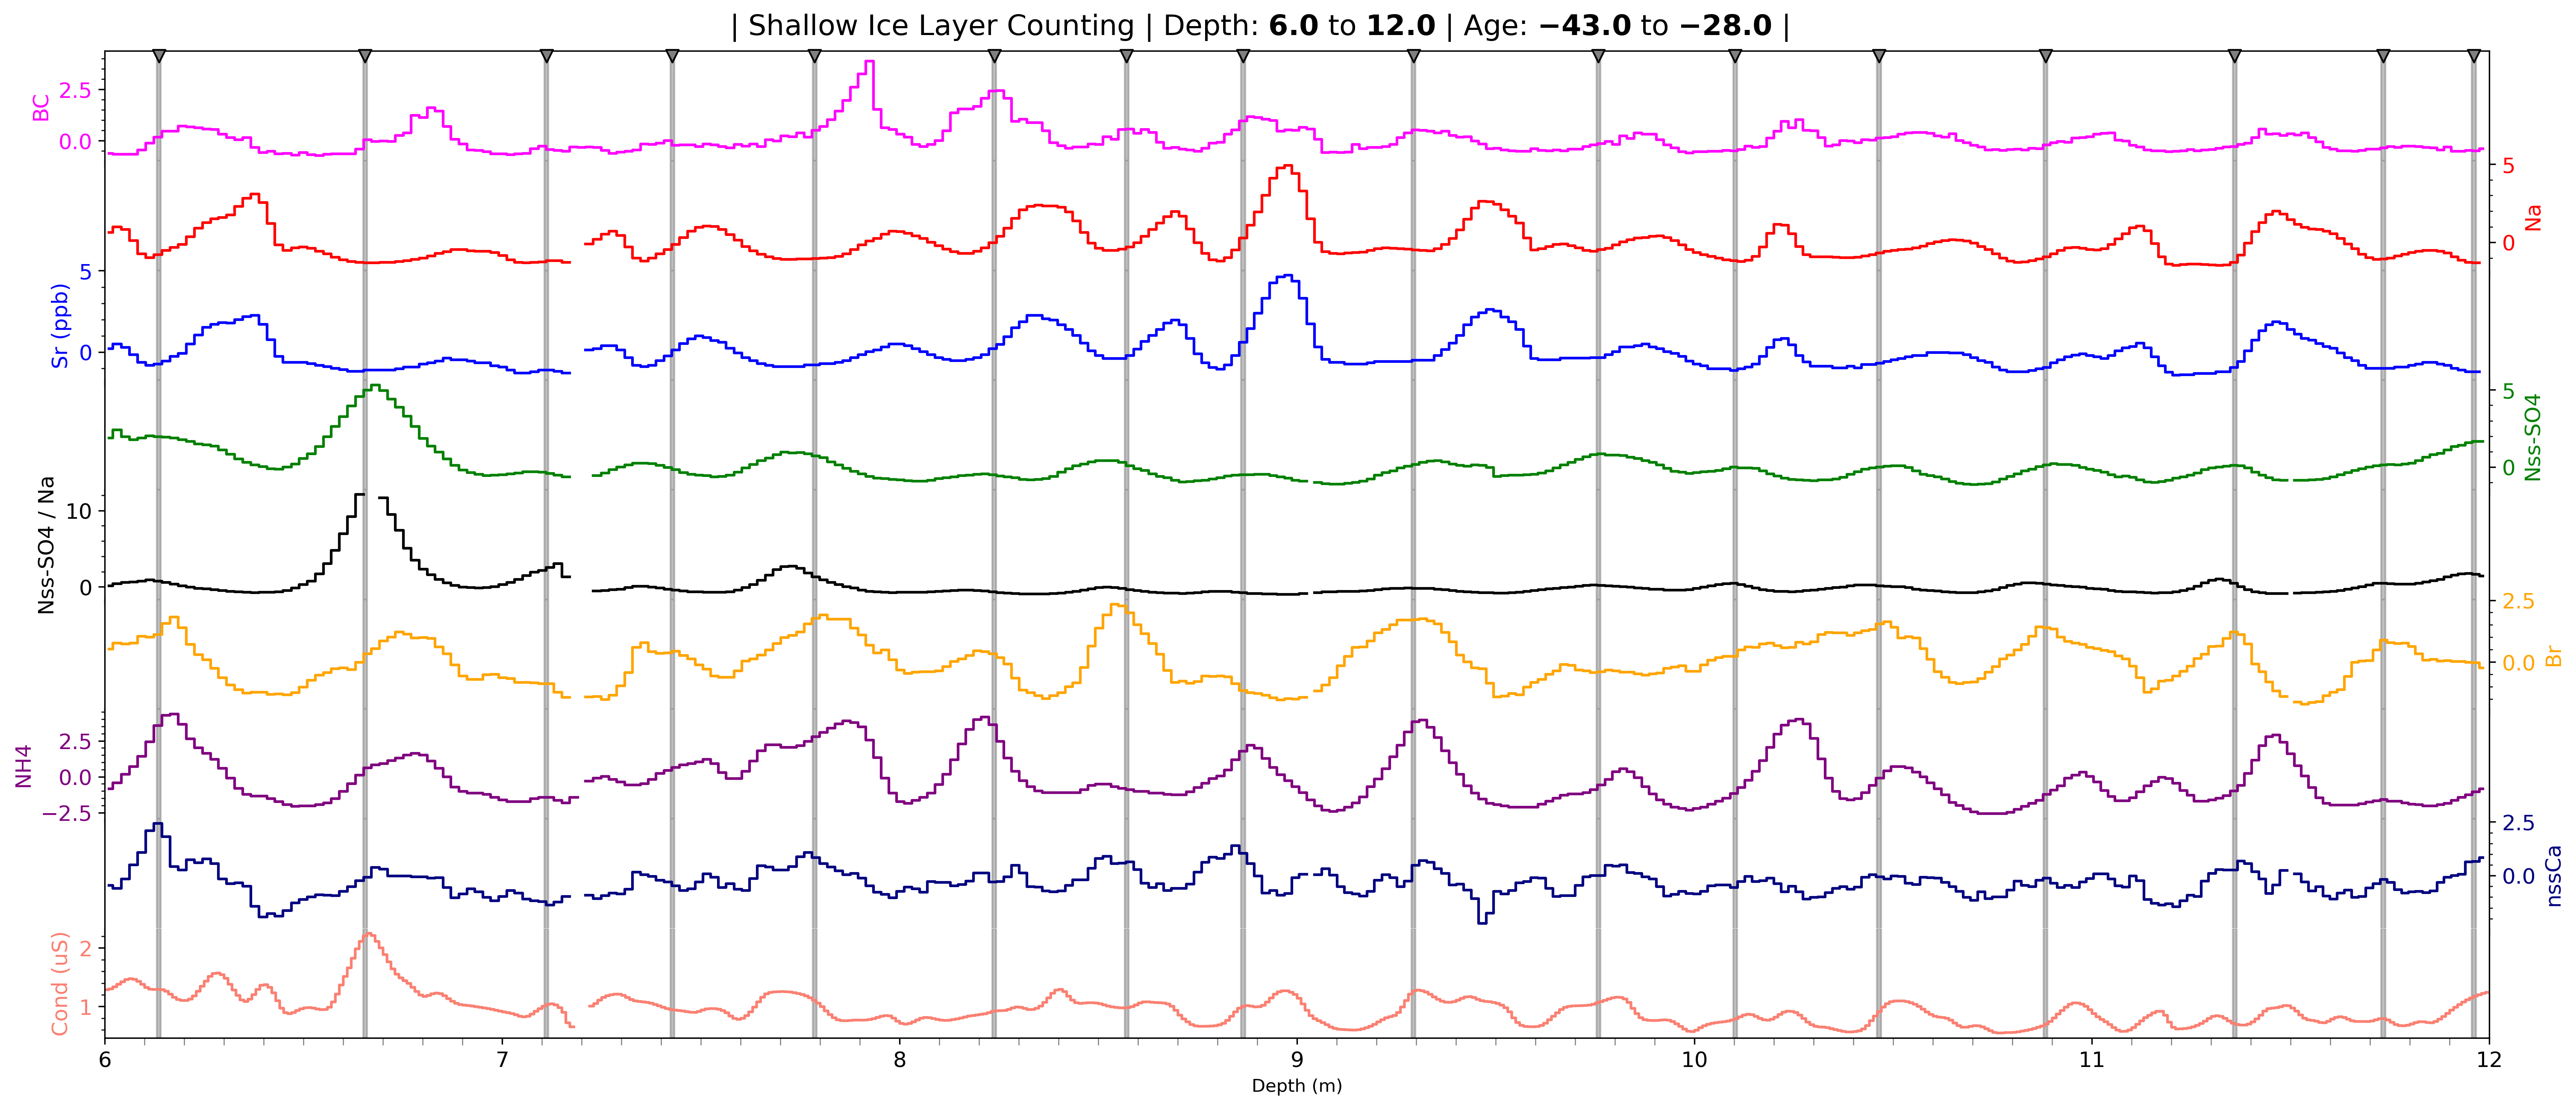 | Shallow Ice Layer Counting | Depth: 6.0 to 12.0 | Age: −43.0 to −28.0 |
BC
2.5
0.0
5
0
Na
5
0
Sr (ppb)
5
0
Nss-SO4
10
0
Nss-SO4 / Na
2.5
0.0
Br
2.5
0.0
−2.5
NH4
2.5
0.0
nssCa
2
1
Cond (uS)
6 7 8 9 10 11 12
Depth (m)